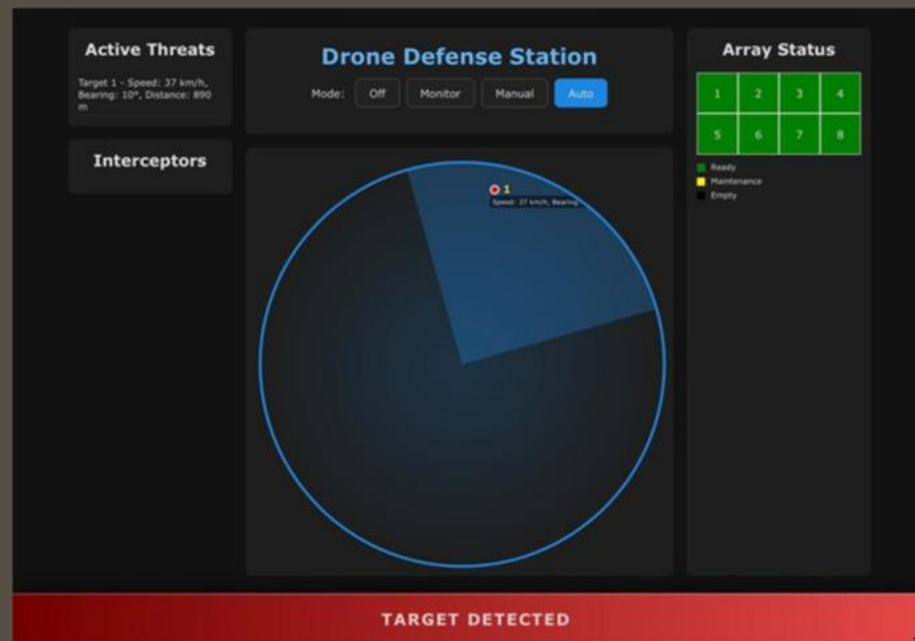 Active Threats
Target 1 - Speed: 37 km/h,
Bearing: 10°, Distance: 890
m
Interceptors
Drone Defense Station
Mode: Off Monitor Manual Auto
1
Speed: 37 km/h, Bearing:
Array Status
1 2 3 4
5 6 7 8
Ready
Maintenance
Empty
TARGET DETECTED